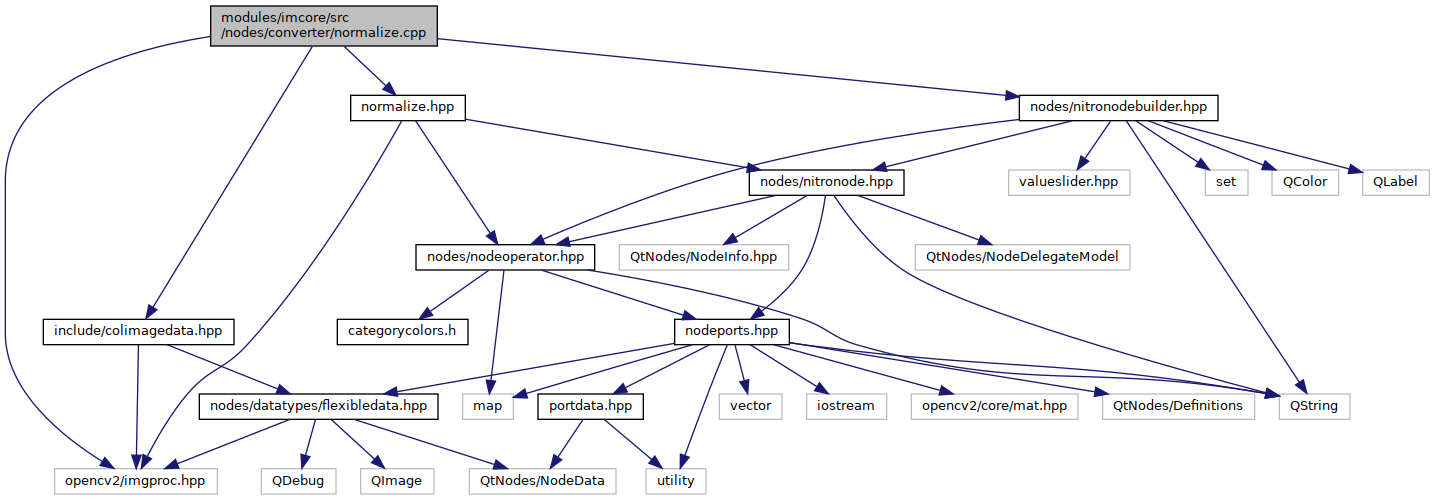 modules/imcore/src
/nodes/converter/normalize.cpp
normalize.hpp
nodes/nitronodebuilder.hpp
nodes/nitronode.hpp
valueslider.hpp
set
QColor
QLabel
nodes/nodeoperator.hpp
QtNodes/NodeInfo.hpp
QtNodes/NodeDelegateModel
include/colimagedata.hpp
categorycolors.h
nodeports.hpp
nodes/datatypes/flexibledata.hpp
map
portdata.hpp
vector
iostream
opencv2/core/mat.hpp
QtNodes/Definitions
QString
opencv2/imgproc.hpp
QDebug
QImage
QtNodes/NodeData
utility